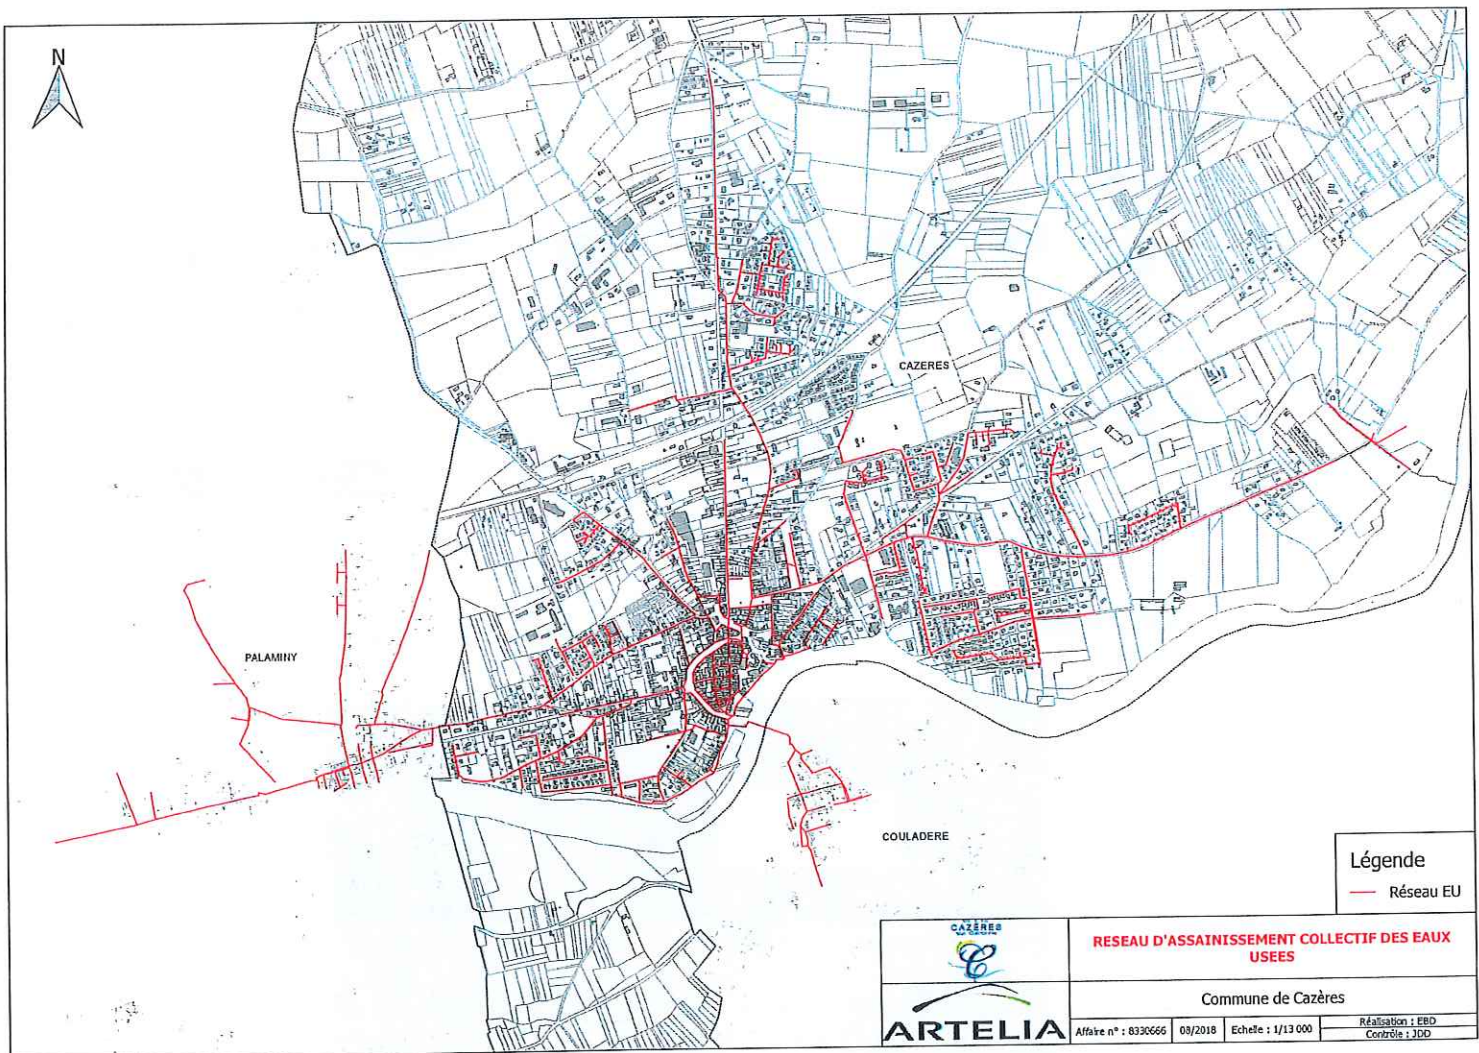 N
CAZERES
PALAMINY
COULADERE
Légende
Réseau EU
CAZÈRES
RESEAU D'ASSAINISSEMENT COLLECTIF DES EAUX
USEES
Commune de Cazères
ARTELIA
Affaire n° : 8330666
08/2018
Echelle : 1/13 000
Réalisation : EBD
Contrôle : JDD